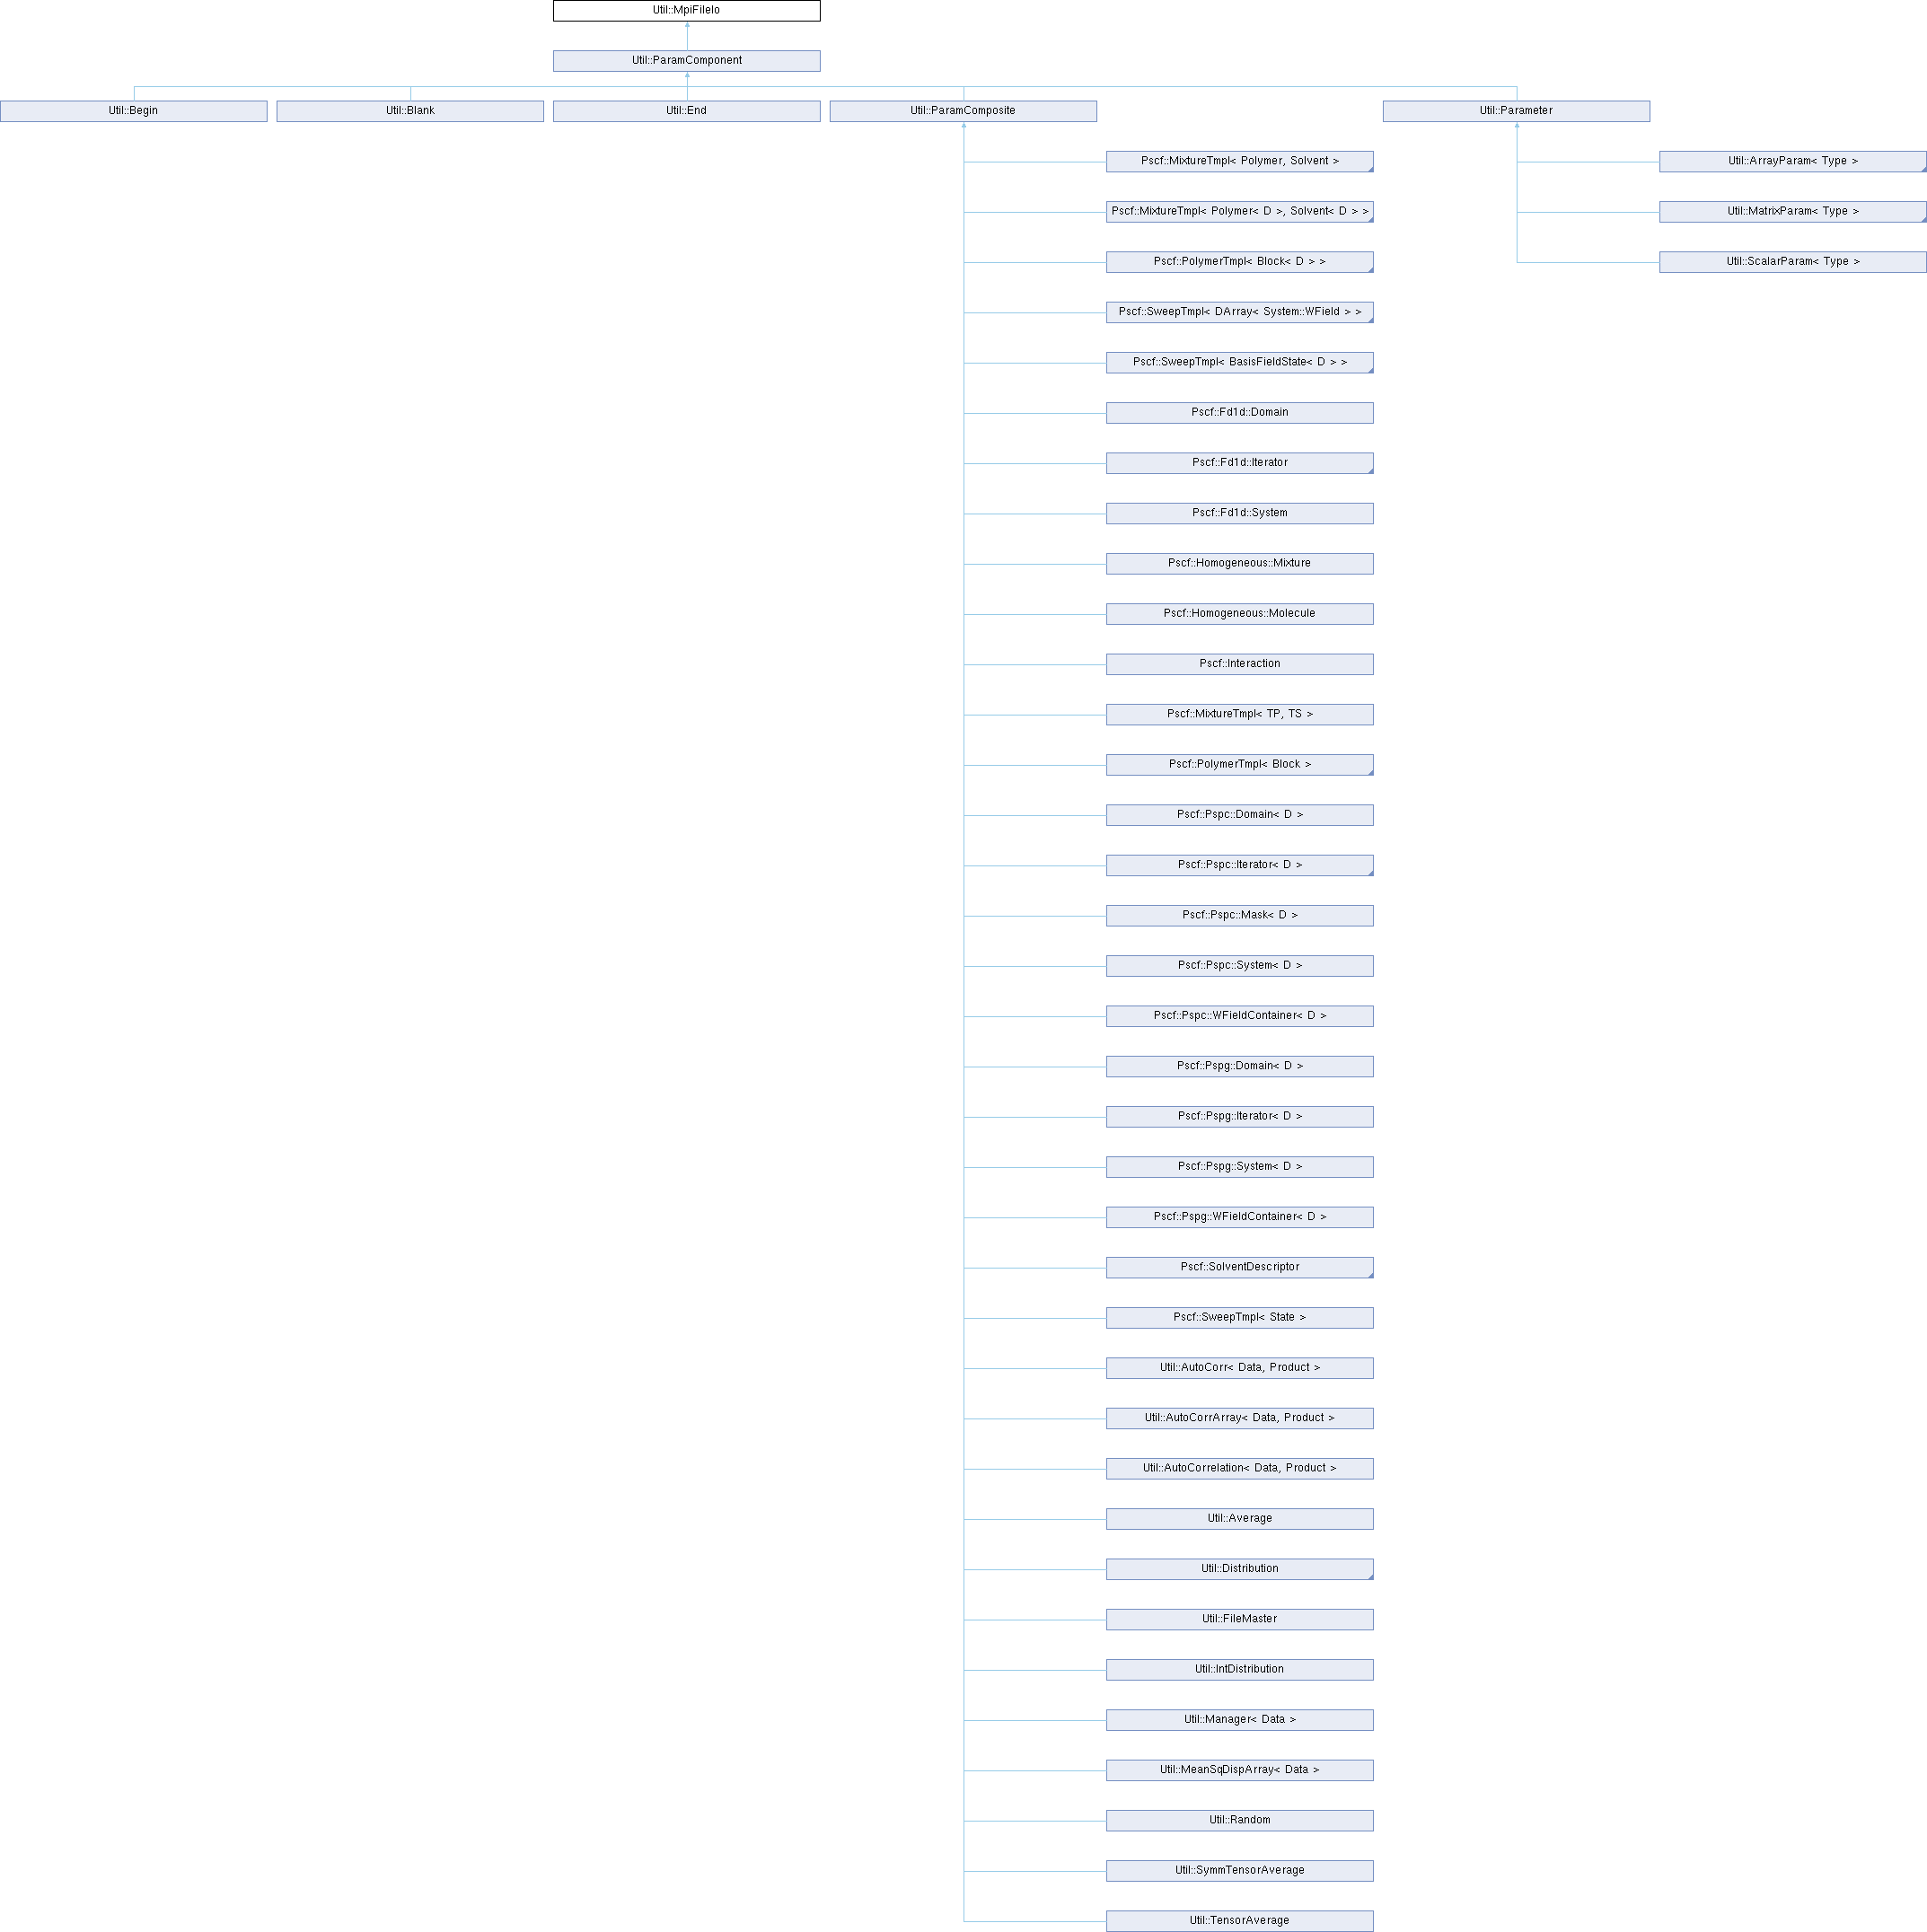 Util::MpiFileIo
Util::ParamComponent
Util::Begin
Util::Blank
Util::End
Util::ParamComposite
Util::Parameter
Pscf::MixtureTmpl< Polymer, Solvent >
Util::ArrayParam< Type >
Pscf::MixtureTmpl< Polymer< D >, Solvent< D > >
Util::MatrixParam< Type >
Pscf::PolymerTmpl< Block< D > >
Util::ScalarParam< Type >
Pscf::SweepTmpl< DArray< System::WField > >
Pscf::SweepTmpl< BasisFieldState< D > >
Pscf::Fd1d::Domain
Pscf::Fd1d::Iterator
Pscf::Fd1d::System
Pscf::Homogeneous::Mixture
Pscf::Homogeneous::Molecule
Pscf::Interaction
Pscf::MixtureTmpl< TP, TS >
Pscf::PolymerTmpl< Block >
Pscf::Pspc::Domain< D >
Pscf::Pspc::Iterator< D >
Pscf::Pspc::Mask< D >
Pscf::Pspc::System< D >
Pscf::Pspc::WFieldContainer< D >
Pscf::Pspg::Domain< D >
Pscf::Pspg::Iterator< D >
Pscf::Pspg::System< D >
Pscf::Pspg::WFieldContainer< D >
Pscf::SolventDescriptor
Pscf::SweepTmpl< State >
Util::AutoCorr< Data, Product >
Util::AutoCorrArray< Data, Product >
Util::AutoCorrelation< Data, Product >
Util::Average
Util::Distribution
Util::FileMaster
Util::IntDistribution
Util::Manager< Data >
Util::MeanSqDispArray< Data >
Util::Random
Util::SymmTensorAverage
Util::TensorAverage